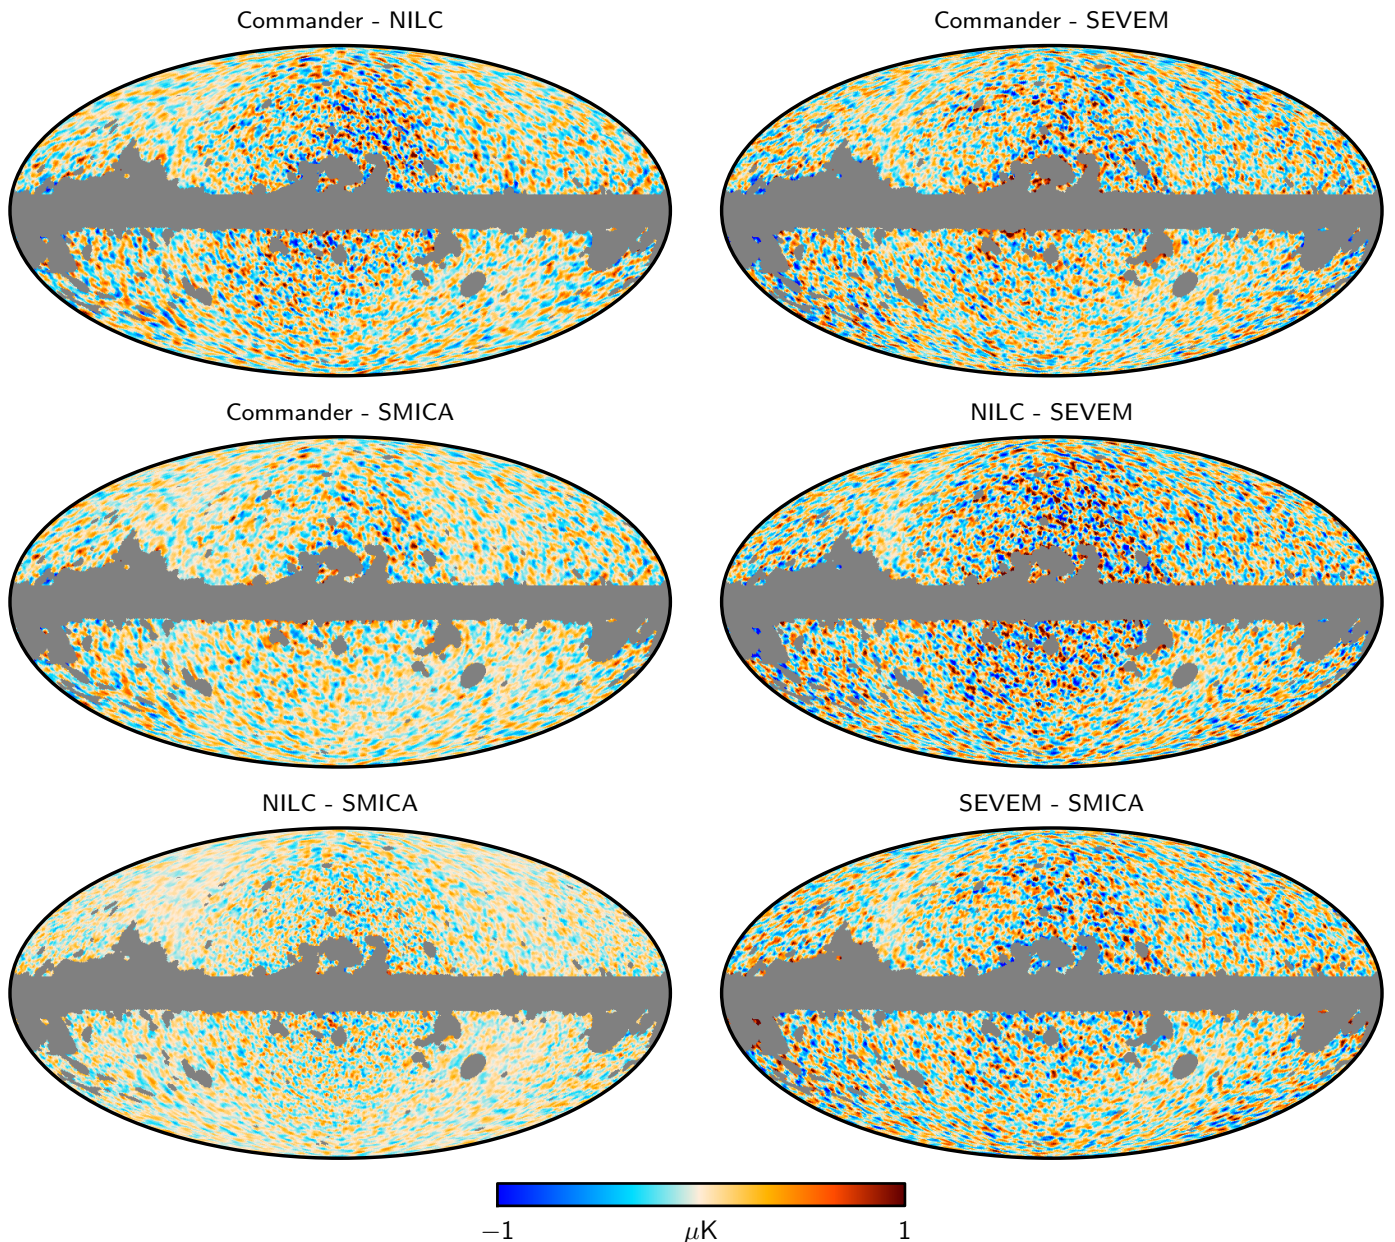 Commander - NILC
Commander - SEVEM
Commander - SMICA
NILC - SEVEM
NILC - SMICA
SEVEM - SMICA
−1 μK 1